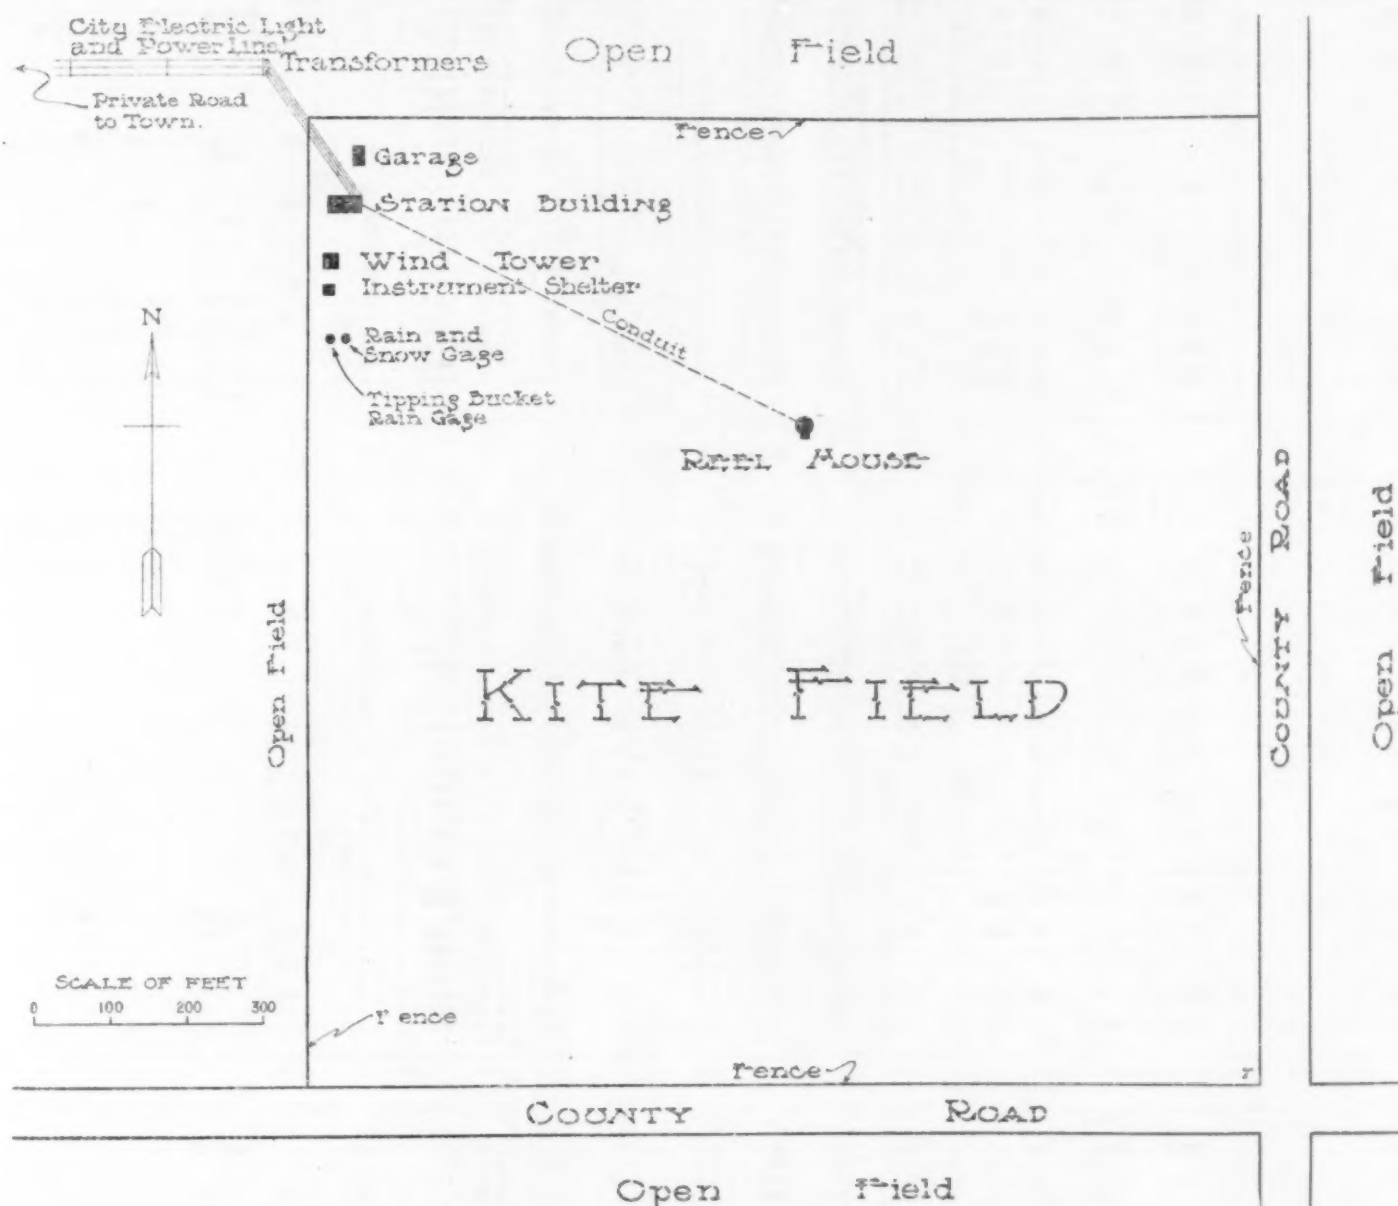 City Electric Light
and Power Line
Transformers
Open Field
Private Road
to Town.
Fence
Garage
STATION BUILDING
Wind Tower
Instrument Shelter
N
Conduit
Rain and
Snow Gage
Tipping Bucket
Rain Gage
REEL HOUSE
COUNTY ROAD
Open Field
Fence
Open Field
KITE FIELD
SCALE OF FEET
0 100 200 300
Fence
Fence
COUNTY ROAD
Open Field